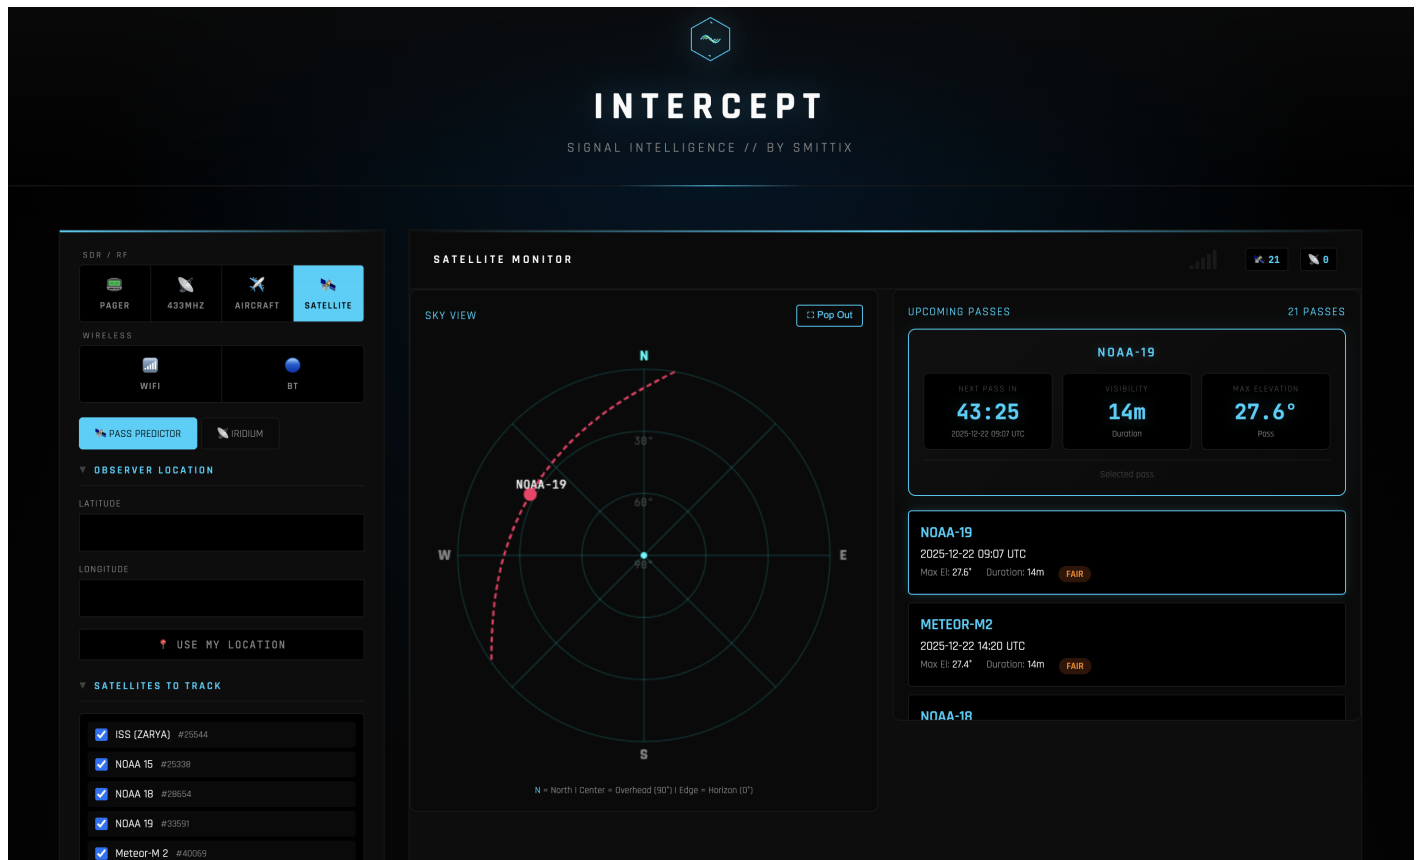 INTERCEPT
SIGNAL INTELLIGENCE // BY SMITTIX
SDR / RF
PAGER
433MHZ
AIRCRAFT
SATELLITE
WIRELESS
WIFI
BT
PASS PREDICTOR
IRIDIUM
▼ OBSERVER LOCATION
LATITUDE
LONGITUDE
USE MY LOCATION
▼ SATELLITES TO TRACK
ISS (ZARYA) #25544
NOAA 15 #25338
NOAA 18 #28654
NOAA 19 #33591
Meteor-M 2 #40069
SATELLITE MONITOR
21
0
SKY VIEW
Pop Out
N
30°
NOAA-19
60°
W
E
90°
S
N = North | Center = Overhead (90°) | Edge = Horizon (0°)
UPCOMING PASSES
21 PASSES
NOAA-19
NEXT PASS IN
43:25
2025-12-22 09:07 UTC
VISIBILITY
14m
Duration
MAX ELEVATION
27.6°
Pass
Selected pass
NOAA-19
2025-12-22 09:07 UTC
Max El: 27.6° Duration: 14m FAIR
METEOR-M2
2025-12-22 14:20 UTC
Max El: 27.4° Duration: 14m FAIR
NOAA-18